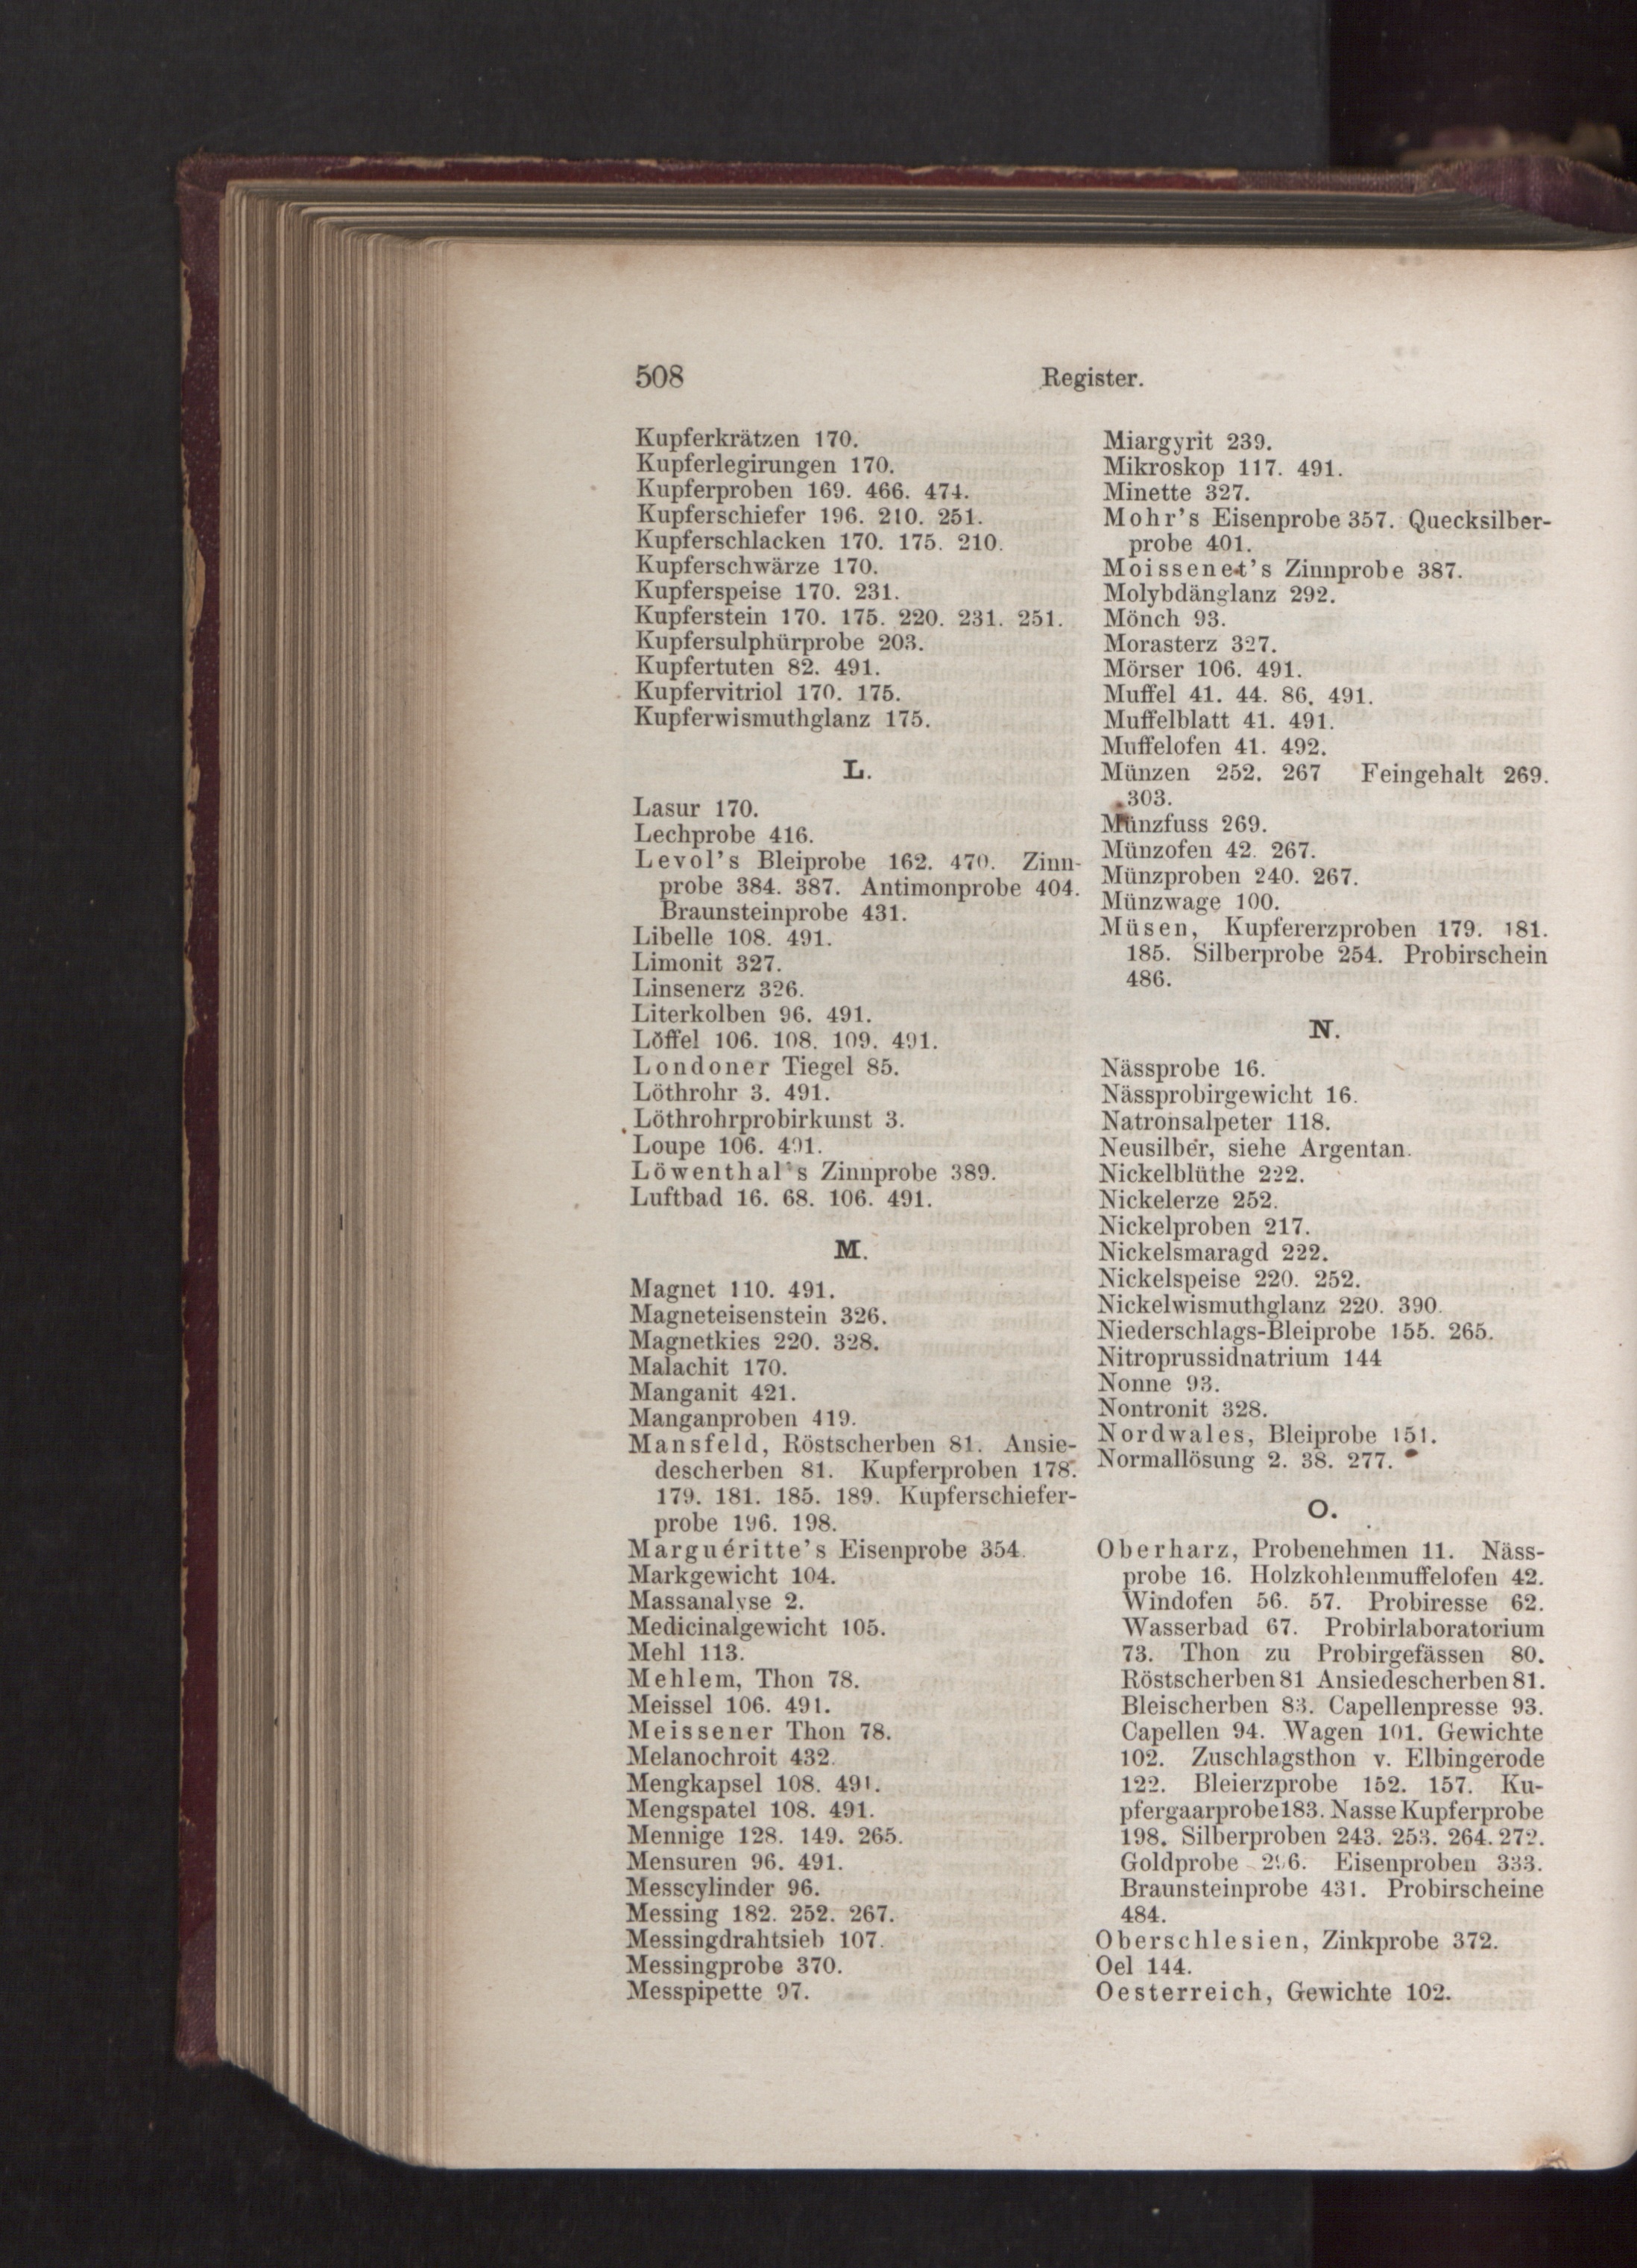 508
Register.
Kupferkrätzen 170.
Kupferlegirungen 170.
Kupferproben 169. 466. 474.
Kupferschiefer 196. 210. 251.
Kupferschlacken 170. 175. 210.
Kupferschwärze 170.
Kupferspeise 170. 231.
Kupferstein 170. 175. 220. 231. 251.
Kupfersulphürprobe 203.
Kupfertuten 82. 491.
Kupfervitriol 170. 175.
Kupferwismuthglanz 175.
L.
Lasur 170.
Lechprobe 416.
Levol's Bleiprobe 162. 470. Zinn-
probe 384. 387. Antimonprobe 404.
Braunsteinprobe 431.
Libelle 108. 491.
Limonit 327.
Linsenerz 326.
Literkolben 96. 491.
Löffel 106. 108. 109. 491.
Londoner Tiegel 85.
Löthrohr 3. 491.
Löthrohrprobirkunst 3.
Loupe 106. 491.
Löwenthal's Zinnprobe 389.
Luftbad 16. 68. 106. 491.
M.
Magnet 110. 491.
Magneteisenstein 326.
Magnetkies 220. 328.
Malachit 170.
Manganit 421.
Manganproben 419.
Mansfeld, Röstscherben 81. Ansie-
descherben 81. Kupferproben 178.
179. 181. 185. 189. Kupferschiefer-
probe 196. 198.
Marguéritte's Eisenprobe 354.
Markgewicht 104.
Massanalyse 2.
Medicinalgewicht 105.
Mehl 113.
Mehlem, Thon 78.
Meissel 106. 491.
Meissener Thon 78.
Melanochroit 432.
Mengkapsel 108. 491.
Mengspatel 108. 491.
Mennige 128. 149. 265.
Mensuren 96. 491.
Messcylinder 96.
Messing 182. 252. 267.
Messingdrahtsieb 107.
Messingprobe 370.
Messpipette 97.
Miargyrit 239.
Mikroskop 117. 491.
Minette 327.
Mohr's Eisenprobe 357. Quecksilber-
probe 401.
Moissenet's Zinnprobe 387.
Molybdänglanz 292.
Mönch 93.
Morasterz 327.
Mörser 106. 491.
Muffel 41. 44. 86. 491.
Muffelblatt 41. 491.
Muffelofen 41. 492.
Münzen 252. 267 Feingehalt 269.
303.
Münzfuss 269.
Münzofen 42. 267.
Münzproben 240. 267.
Münzwage 100.
Müsen, Kupfererzproben 179. 181.
185. Silberprobe 254. Probirschein
486.
N.
Nässprobe 16.
Nässprobirgewicht 16.
Natronsalpeter 118.
Neusilber, siehe Argentan.
Nickelblüthe 222.
Nickelerze 252.
Nickelproben 217.
Nickelsmaragd 222.
Nickelspeise 220. 252.
Nickelwismuthglanz 220. 390.
Niederschlags-Bleiprobe 155. 265.
Nitroprussidnatrium 144
Nonne 93.
Nontronit 328.
Nordwales, Bleiprobe 151.
Normallösung 2. 38. 277.
O.
Oberharz, Probenehmen 11. Näss-
probe 16. Holzkohlenmuffelofen 42.
Windofen 56. 57. Probiresse 62.
Wasserbad 67. Probirlaboratorium
73. Thon zu Probirgefässen 80.
Röstscherben 81 Ansiedescherben 81.
Bleischerben 83. Capellenpresse 93.
Capellen 94. Wagen 101. Gewichte
102. Zuschlagsthon v. Elbingerode
122. Bleierzprobe 152. 157. Ku-
pfergaarprobe 183. Nasse Kupferprobe
198. Silberproben 243. 253. 264. 272.
Goldprobe Eisenproben 333.
Braunsteinprobe 431. Probirscheine
484.
Oberschlesien, Zinkprobe 372.
Oel 144.
Oesterreich, Gewichte 102.